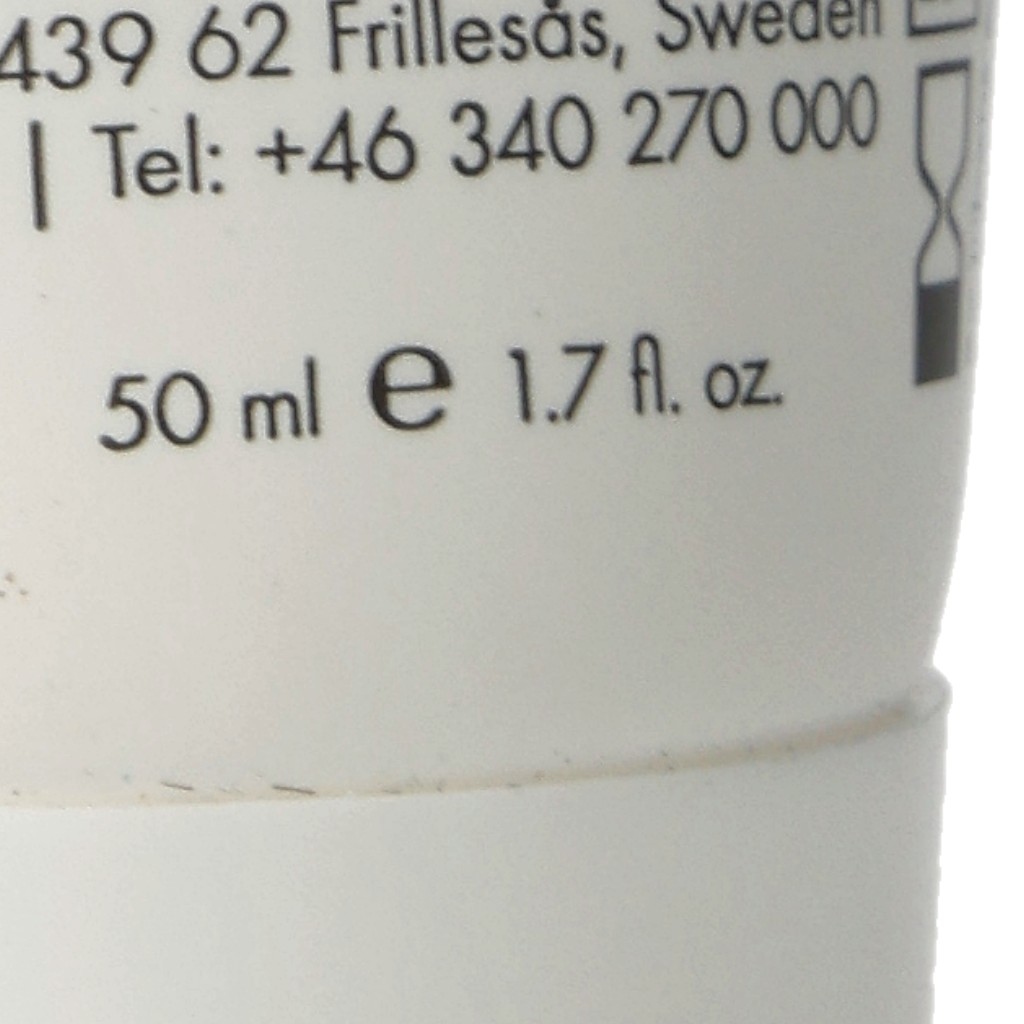 439 62 Frillesås, Sweden
| Tel: +46 340 270 000
50 ml e 1.7 fl. oz.